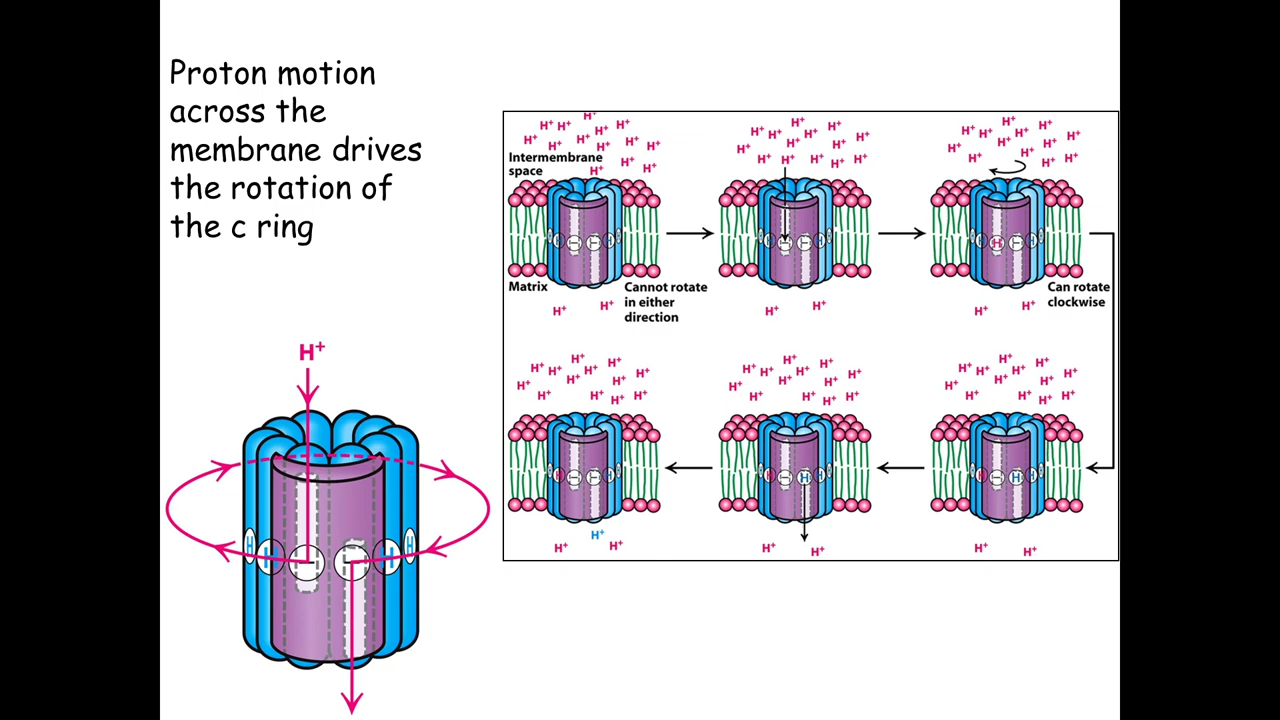 Proton motion
across the
membrane drives
the rotation of
the c ring
H⁺ H⁺ H⁺ H⁺ H⁺ H⁺ H⁺ H⁺ H⁺ H⁺ H⁺ H⁺
Intermembrane
space
Matrix
Cannot rotate
in either
direction
H⁺ H⁺
H⁺ H⁺ H⁺ H⁺ H⁺ H⁺ H⁺ H⁺ H⁺ H⁺ H⁺ H⁺
H
H⁺ H⁺
H⁺ H⁺ H⁺ H⁺ H⁺ H⁺ H⁺ H⁺ H⁺ H⁺ H⁺
H H
Can rotate
clockwise
H⁺ H⁺
H⁺
H H H H
H⁺ H⁺ H⁺ H⁺ H⁺ H⁺ H⁺ H⁺ H⁺ H⁺ H⁺
H⁺ H⁺ H⁺
H⁺ H⁺ H⁺ H⁺ H⁺ H⁺ H⁺ H⁺ H⁺ H⁺ H⁺
H H
H⁺ H⁺
H⁺ H⁺ H⁺ H⁺ H⁺ H⁺ H⁺ H⁺ H⁺ H⁺ H⁺
H H
H⁺ H⁺